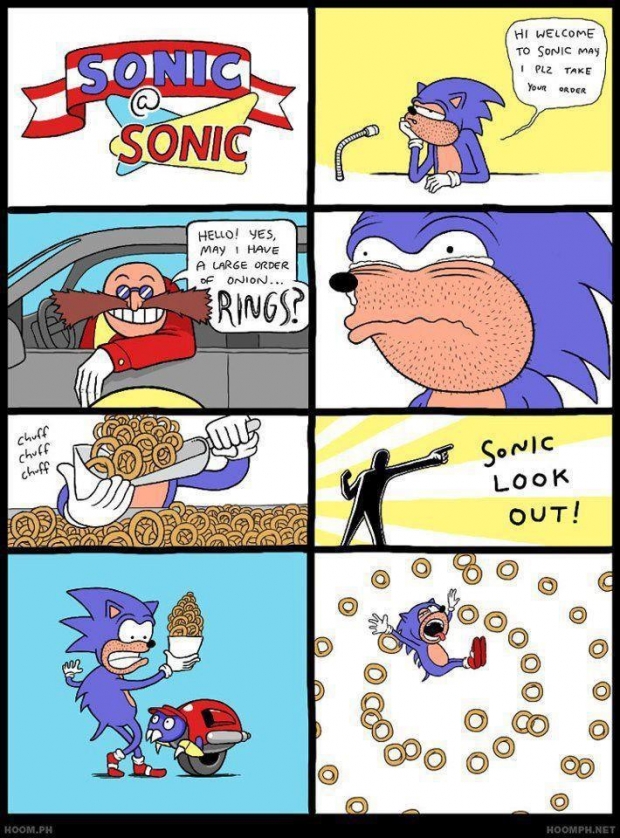 SONIC
@
SONIC
HI WELCOME
TO SONIC MAY
I PLZ TAKE
YOUR ORDER
HELLO! YES,
MAY I HAVE
A LARGE ORDER
OF ONION...
RINGS?
chuff
chuff
chuff
SONIC
LOOK
OUT!
HOOM.PH
HOOMPH.NET